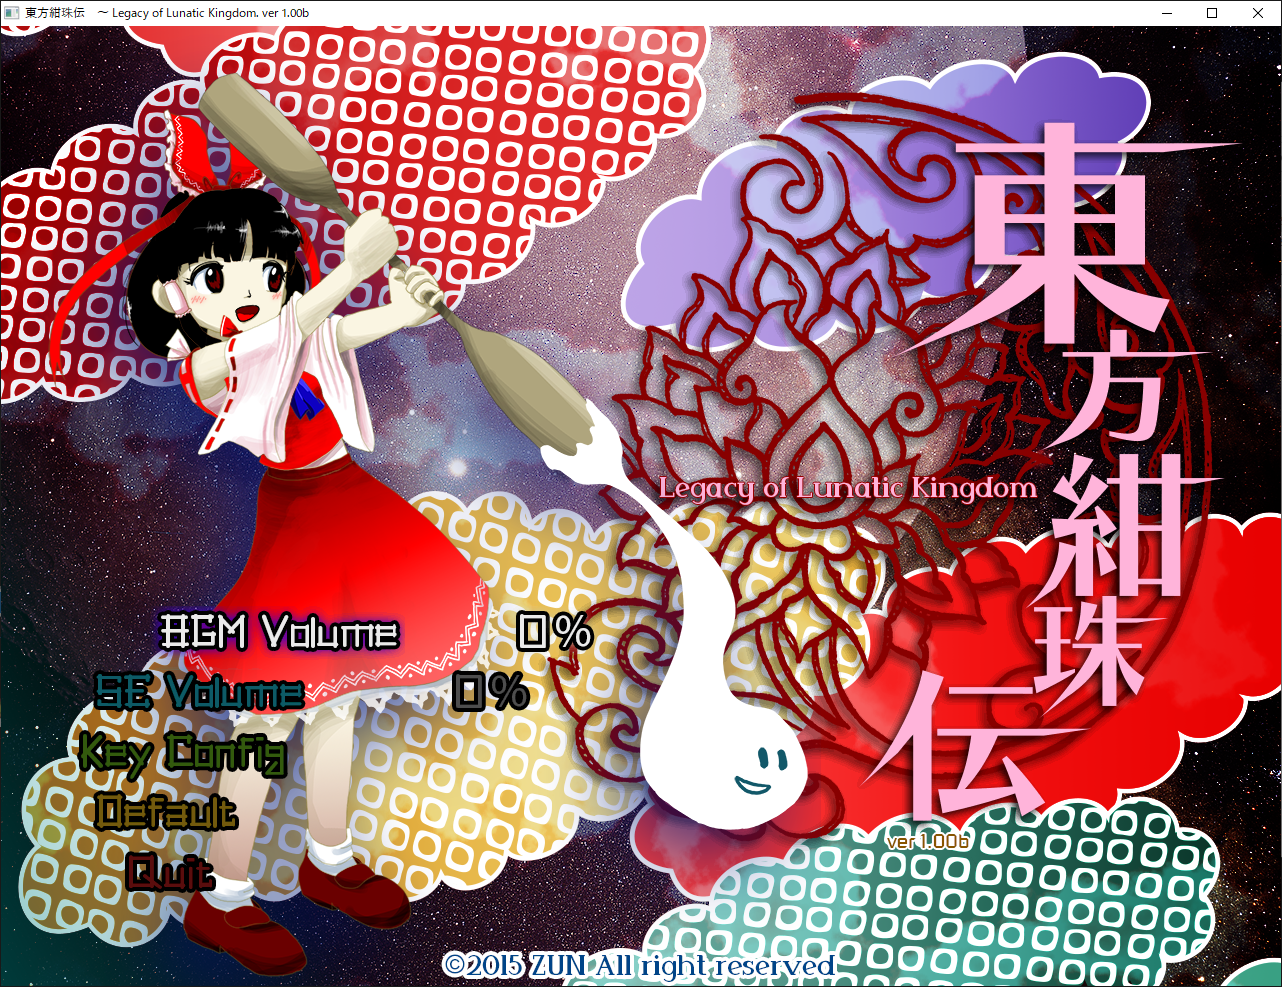 東方紺珠伝　～ Legacy of Lunatic Kingdom. ver 1.00b
東方紺珠伝
Legacy of Lunatic Kingdom
BGM Volume 0%
SE Volume 0%
Key Config
Default
Quit
ver 1.00b
©2015 ZUN All right reserved